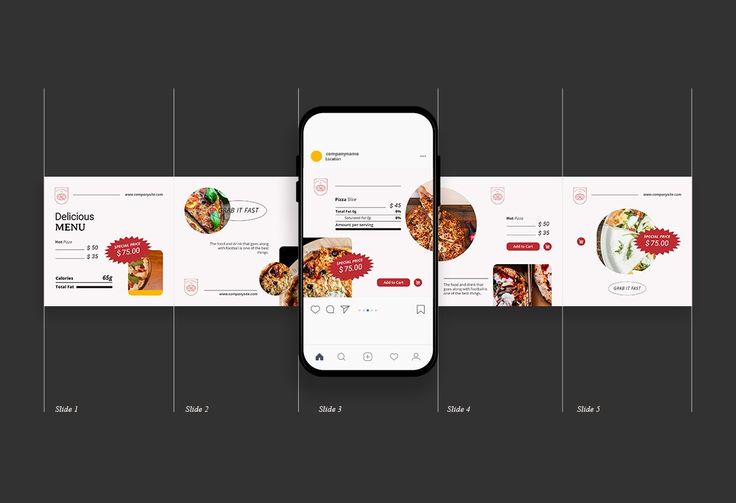 www.companysite.com
Delicious
MENU
Hot Pizza
$ 50
$ 35
SPECIAL PRICE
$75.00
Calories 65g
Total Fat
GRAB IT FAST
The food and drink that goes along
with football is one of the best
things.
www.companysite.com
companyname
Location
Pizza Slice
$ 45
Total Fat 0g 0%
Saturated Fat 0g 0%
Amount per serving
SPECIAL PRICE
$75.00
Add to Cart
Hot Pizza
$ 50
$ 35
Add to Cart
The food and drink that
goes along with football is
one of the best things.
www.companysite.com
SPECIAL PRICE
$75.00
GRAB IT FAST
Slide 1
Slide 2
Slide 3
Slide 4
Slide 5